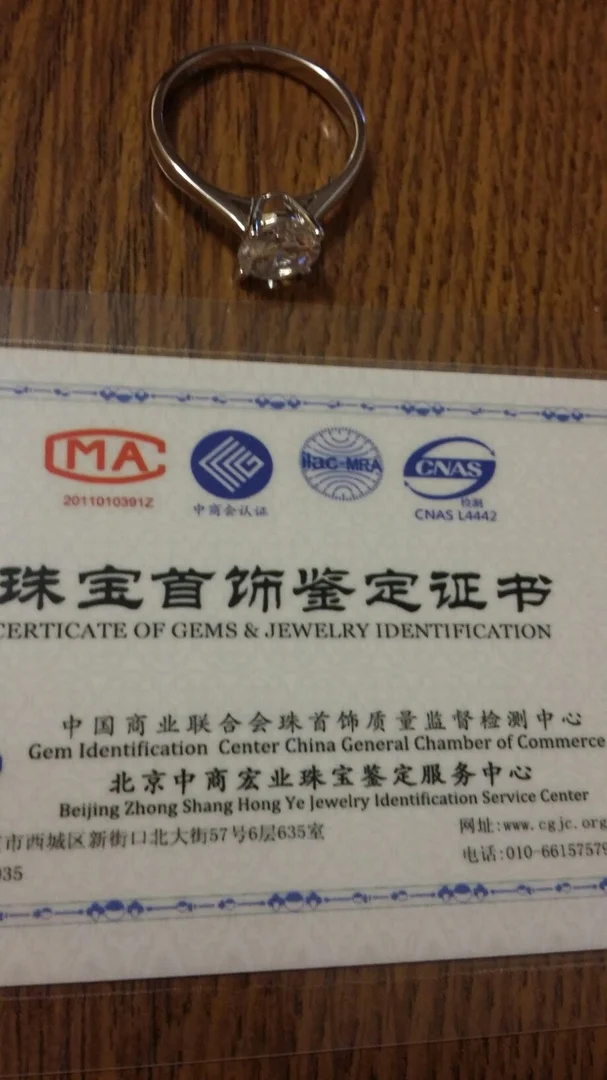 MA
2011010391Z
中商会认证
ilac-MRA
CNAS
检测
CNAS L4442
珠宝首饰鉴定证书
CERTICATE OF GEMS & JEWELRY IDENTIFICATION
中国商业联合会珠首饰质量监督检测中心
Gem Identification Center China General Chamber of Commerce
北京中商宏业珠宝鉴定服务中心
Beijing Zhong Shang Hong Ye Jewelry Identification Service Center
市西城区新街口北大街57号6层635室
网址:www.cgjc.org
035
电话:010-66157579